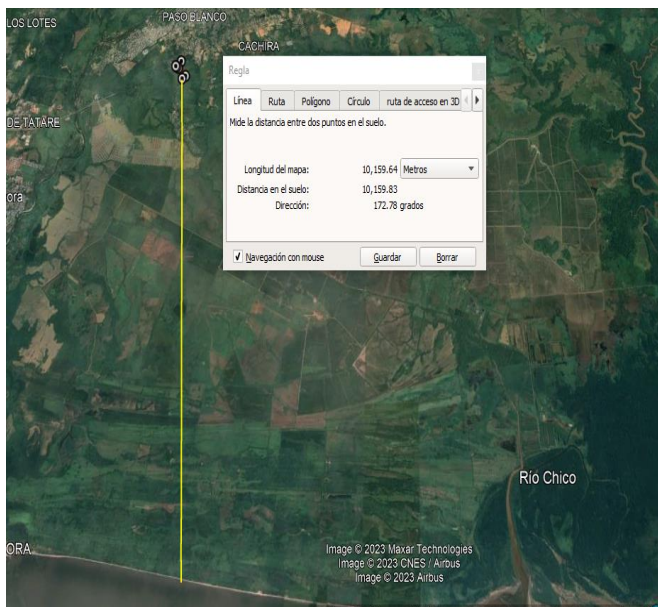 LOS LOTES
PASO BLANCO
CACHIRA
Regla
Línea Ruta Polígono Círculo ruta de acceso en 3D
Mide la distancia entre dos puntos en el suelo.
Longitud del mapa: 10,159.64 Metros
Distancia en el suelo: 10,159.83
Dirección: 172.78 grados
Navegación con mouse Guardar Borrar
DE TATARE
ora
Río Chico
ORA
Image © 2023 Maxar Technologies
Image © 2023 CNES / Airbus
Image © 2023 Airbus